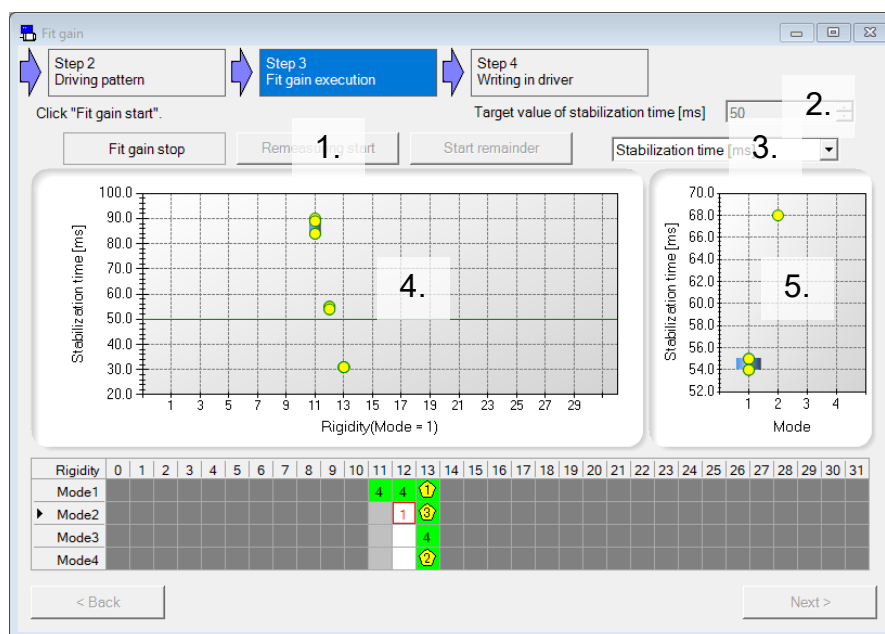 Fit gain
Step 2
Driving pattern
Step 3
Fit gain execution
Step 4
Writing in driver
Click "Fit gain start".
Target value of stabilization time [ms]
50
2.
Fit gain stop
Remeasuring start
1.
Start remainder
Stabilization time [ms]
3.
100.0
90.0
80.0
70.0
60.0
50.0
40.0
30.0
20.0
Stabilization time [ms]
4.
1 3 5 7 9 11 13 15 17 19 21 23 25 27 29
Rigidity(Mode = 1)
70.0
68.0
66.0
64.0
62.0
60.0
58.0
56.0
54.0
52.0
Stabilization time [ms]
5.
1 2 3 4
Mode
Rigidity 0 1 2 3 4 5 6 7 8 9 10 11 12 13 14 15 16 17 18 19 20 21 22 23 24 25 26 27 28 29 30 31
Mode1 4 4 1
Mode2 1 3
Mode3 4
Mode4 2
< Back
Next >